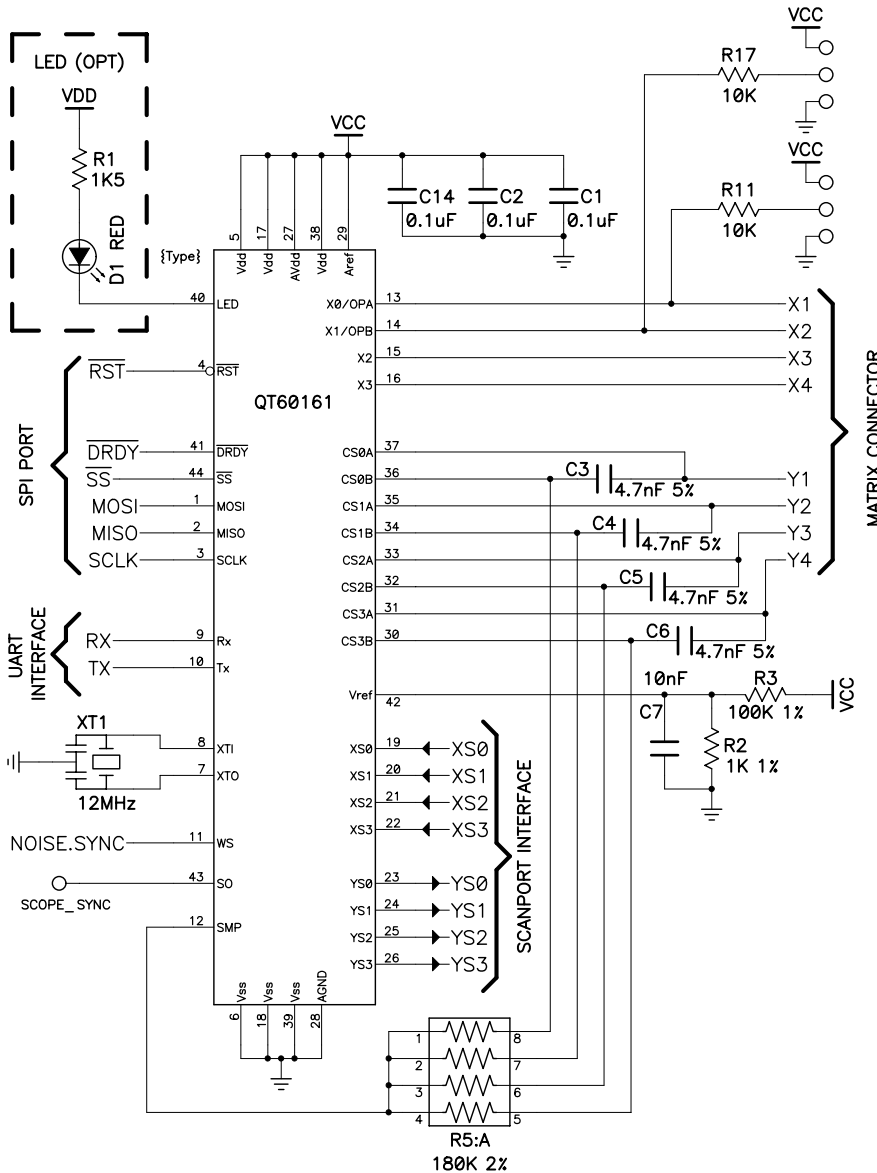 LED (OPT)
VDD
R1
1K5
D1 RED
{Type}
VCC
C14
0.1uF
C2
0.1uF
C1
0.1uF
VCC
R17
10K
VCC
R11
10K
5
17
27
38
29
Vdd
Vdd
AVdd
Vdd
Aref
40 LED
X0/OPA 13 X1
X1/OPB 14 X2
X2 15 X3
X3 16 X4
QT60161
SPI PORT
RST 4 RST
DRDY 41 DRDY
SS 44 SS
MOSI 1 MOSI
MISO 2 MISO
SCLK 3 SCLK
CS0A 37
CS0B 36
CS1A 35
CS1B 34
CS2A 33
CS2B 32
CS3A 31
CS3B 30
C3
4.7nF 5%
C4
4.7nF 5%
C5
4.7nF 5%
C6
4.7nF 5%
Y1
Y2
Y3
Y4
MATRIX CONNECTOR
UART
INTERFACE
RX 9 Rx
TX 10 Tx
Vref 42
10nF
C7
R3
100K 1%
VCC
R2
1K 1%
XT1
12MHz
8 XTI
7 XTO
XS0 19 XS0
XS1 20 XS1
XS2 21 XS2
XS3 22 XS3
SCANPORT INTERFACE
NOISE.SYNC 11 WS
SCOPE_SYNC 43 SO
12 SMP
YS0 23 YS0
YS1 24 YS1
YS2 25 YS2
YS3 26 YS3
Vss
Vss
Vss
AGND
6
18
39
28
1 8
2 7
3 6
4 5
R5:A
180K 2%